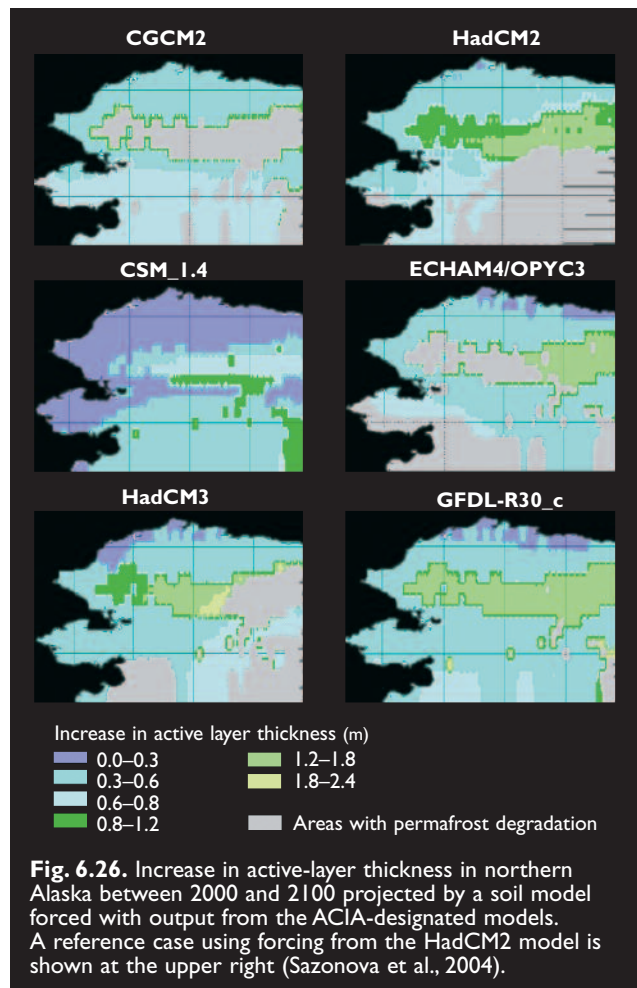 CGCM2
HadCM2
CSM_1.4
ECHAM4/OPYC3
HadCM3
GFDL-R30_c
Increase in active layer thickness (m)
0.0–0.3
0.3–0.6
0.6–0.8
0.8–1.2
1.2–1.8
1.8–2.4
Areas with permafrost degradation
Fig. 6.26. Increase in active-layer thickness in northern
Alaska between 2000 and 2100 projected by a soil model
forced with output from the ACIA-designated models.
A reference case using forcing from the HadCM2 model is
shown at the upper right (Sazonova et al., 2004).